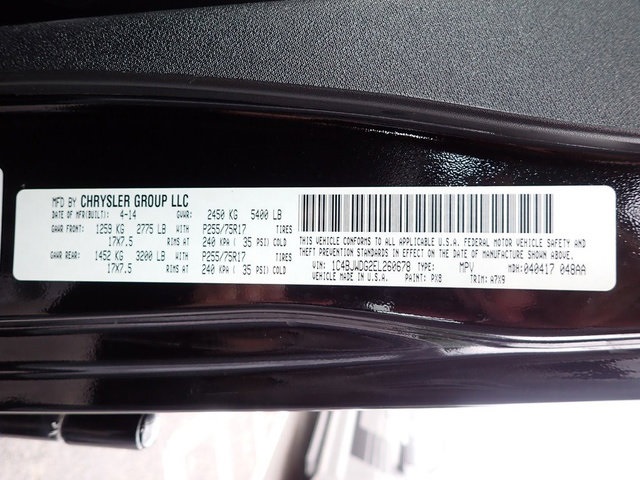 MFD BY CHRYSLER GROUP LLC
DATE OF MFR(BUILT): 4-14 GVWR: 2450 KG 5400 LB
GAWR FRONT: 1259 KG 2775 LB WITH P255/75R17 TIRES
17X7.5 RIMS AT 240 KPA ( 35 PSI) COLD
GAWR REAR: 1452 KG 3200 LB WITH P255/75R17 TIRES
17X7.5 RIMS AT 240 KPA ( 35 PSI) COLD
THIS VEHICLE CONFORMS TO ALL APPLICABLE U.S.A. FEDERAL MOTOR VEHICLE SAFETY AND
THEFT PREVENTION STANDARDS IN EFFECT ON THE DATE OF MANUFACTURE SHOWN ABOVE.
VIN: 1C4BJWDG2EL260678 TYPE: MPV MDH: 040417 048AA
VEHICLE MADE IN U.S.A. PAINT: PX8 TRIM: A7X9